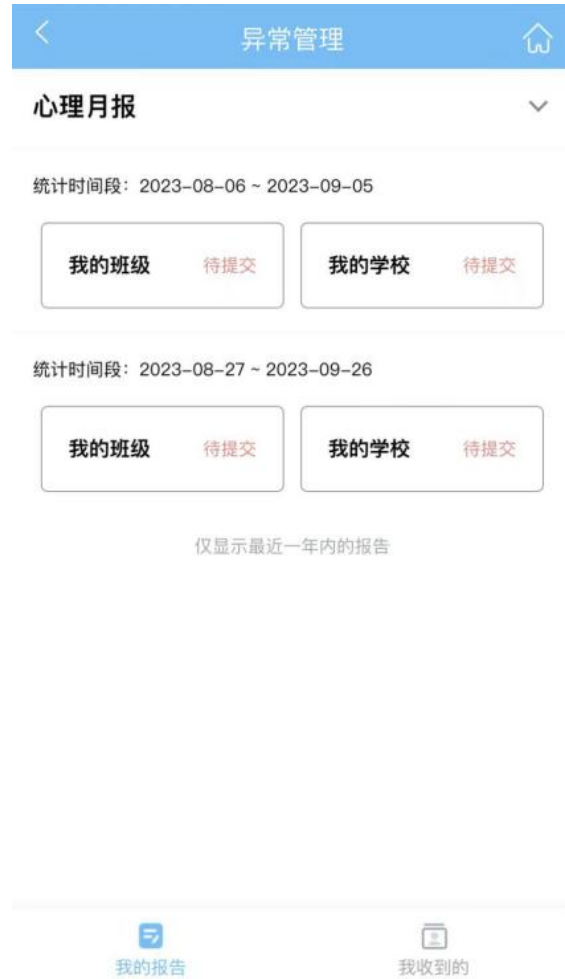 异常管理
心理月报
统计时间段：2023-08-06 ~ 2023-09-05
我的班级 待提交 我的学校 待提交
统计时间段：2023-08-27 ~ 2023-09-26
我的班级 待提交 我的学校 待提交
仅显示最近一年内的报告
我的报告 我收到的